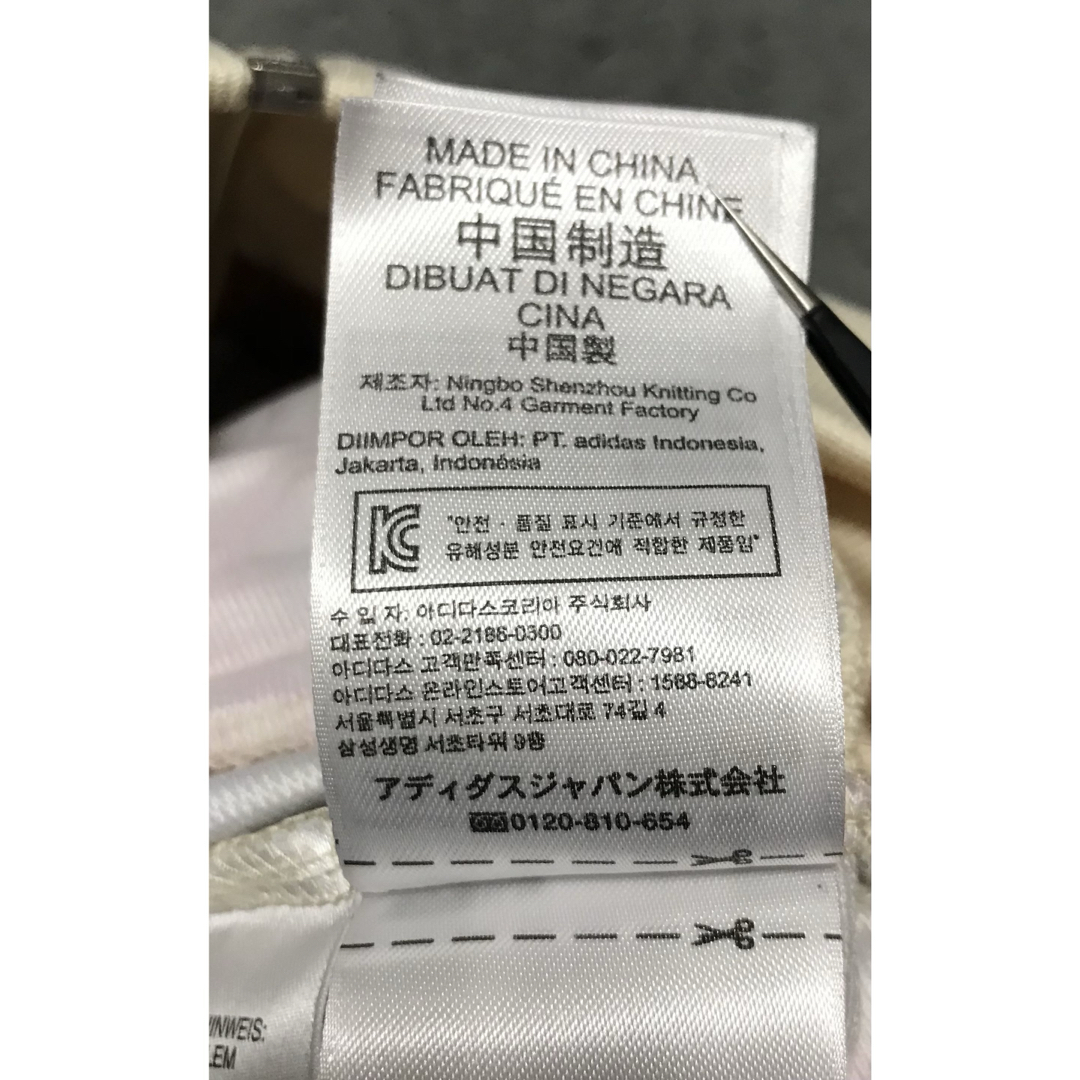 MADE IN CHINA
FABRIQUÉ EN CHINE
中国制造
DIBUAT DI NEGARA
CINA
中国製
제조자: Ningbo Shenzhou Knitting Co
Ltd No.4 Garment Factory
DIIMPOR OLEH: PT. adidas Indonesia,
Jakarta, Indonésia
"안전 · 품질 표시 기준에서 규정한
유해성분 안전요건에 적합한 제품임"
수 입 자: 아디다스코리아 주식회사
대표전화 : 02-2186-0300
아디다스 고객만족센터 : 080-022-7981
아디다스 온라인스토어고객센터 : 1588-8241
서울특별시 서초구 서초대로 74길 4
삼성생명 서초타워 9층
アディダスジャパン株式会社
0120-810-654
HINWEIS:
LEM